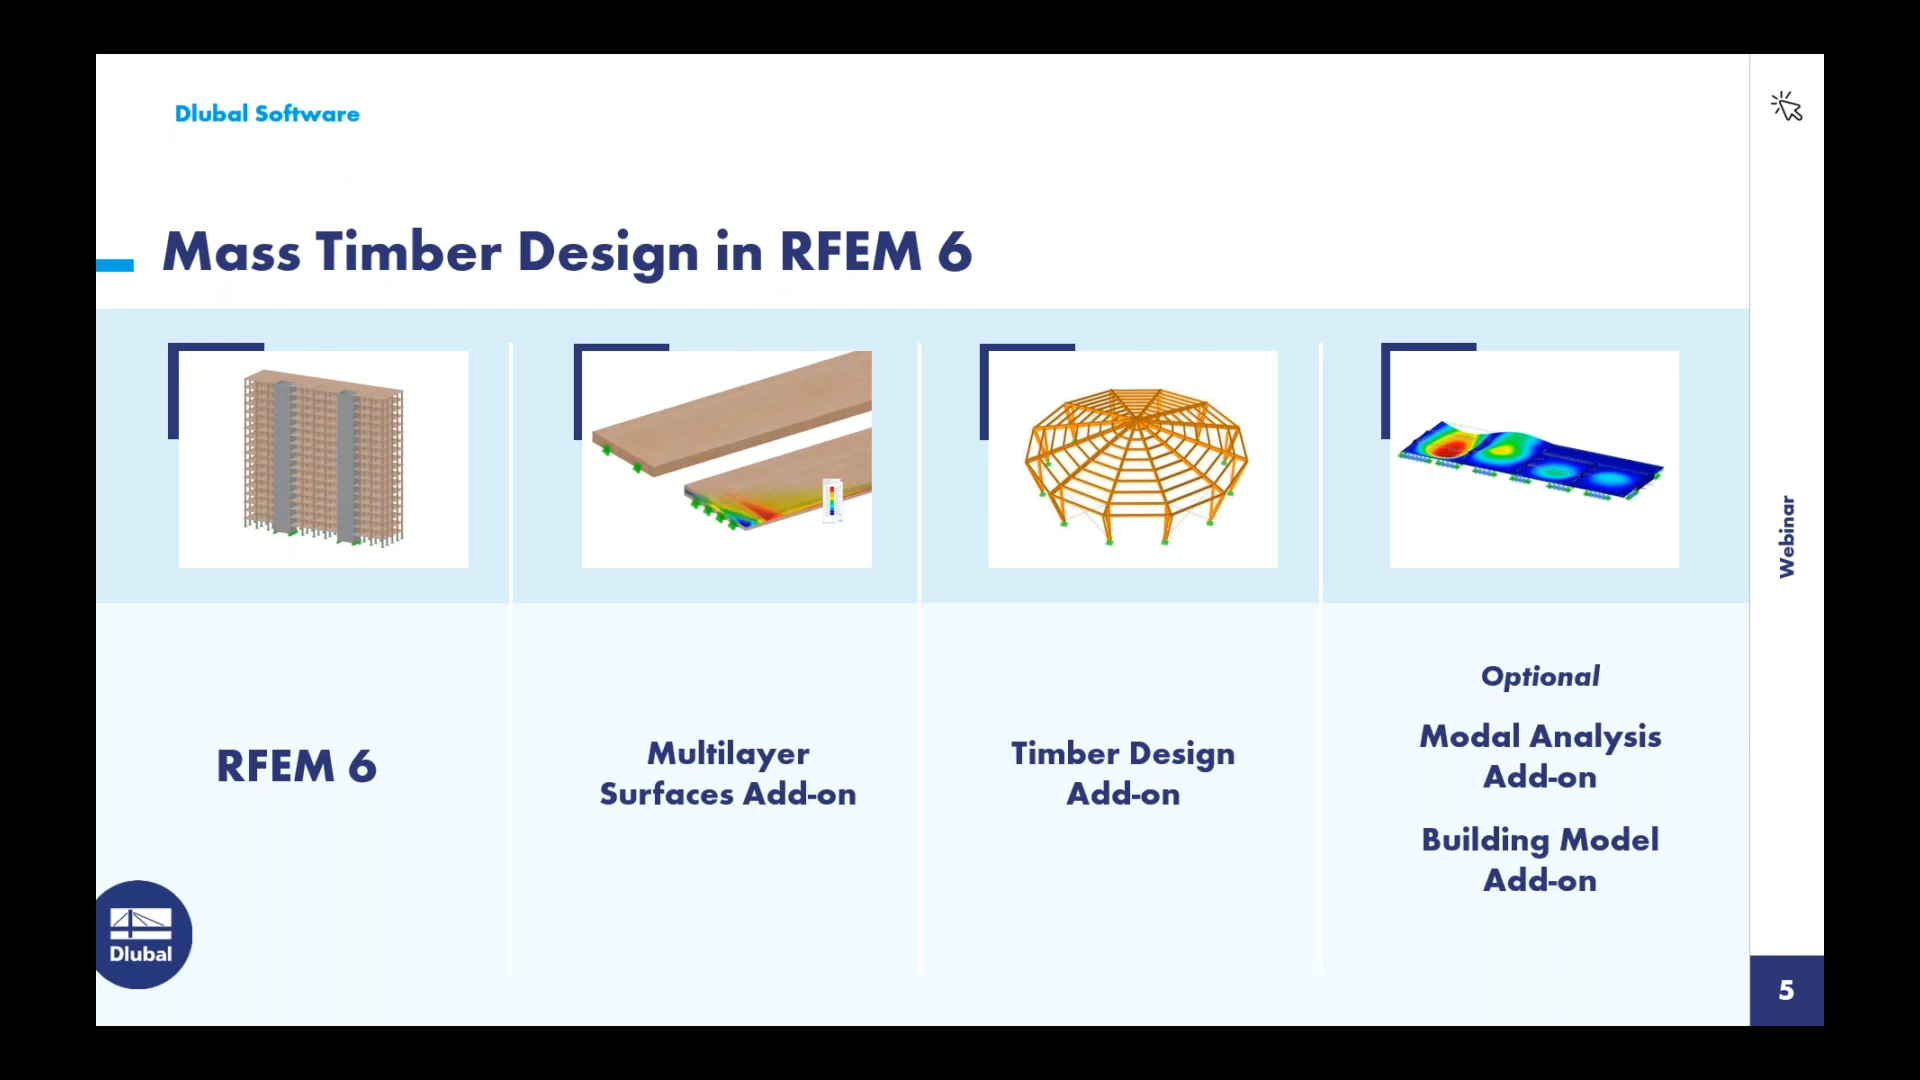 Dlubal Software
Mass Timber Design in RFEM 6
RFEM 6
Multilayer
Surfaces Add-on
Timber Design
Add-on
Optional
Modal Analysis
Add-on
Building Model
Add-on
Webinar
Dlubal
5